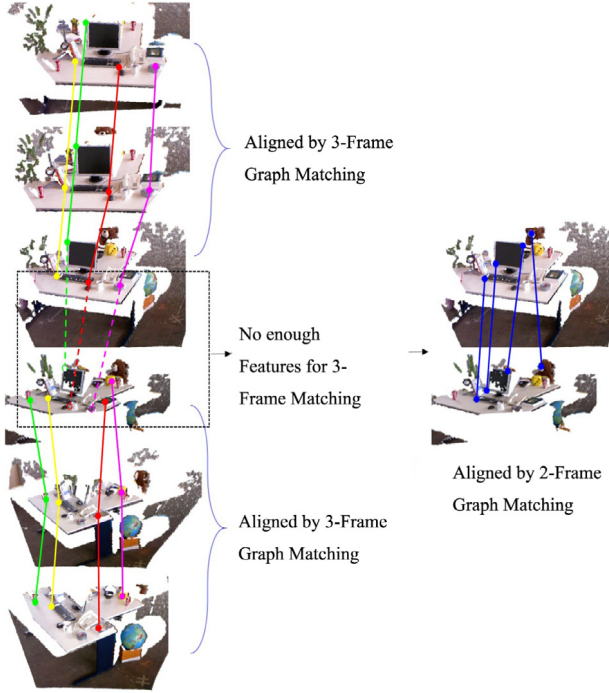 Aligned by 3-Frame
Graph Matching
No enough
Features for 3-
Frame Matching
Aligned by 2-Frame
Graph Matching
Aligned by 3-Frame
Graph Matching